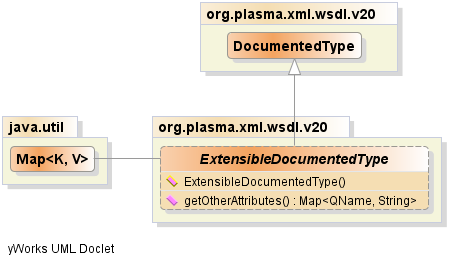 org.plasma.xml.wsdl.v20
DocumentedType
java.util
Map<K, V>
org.plasma.xml.wsdl.v20
ExtensibleDocumentedType
ExtensibleDocumentedType()
getOtherAttributes() : Map<QName, String>
yWorks UML Doclet